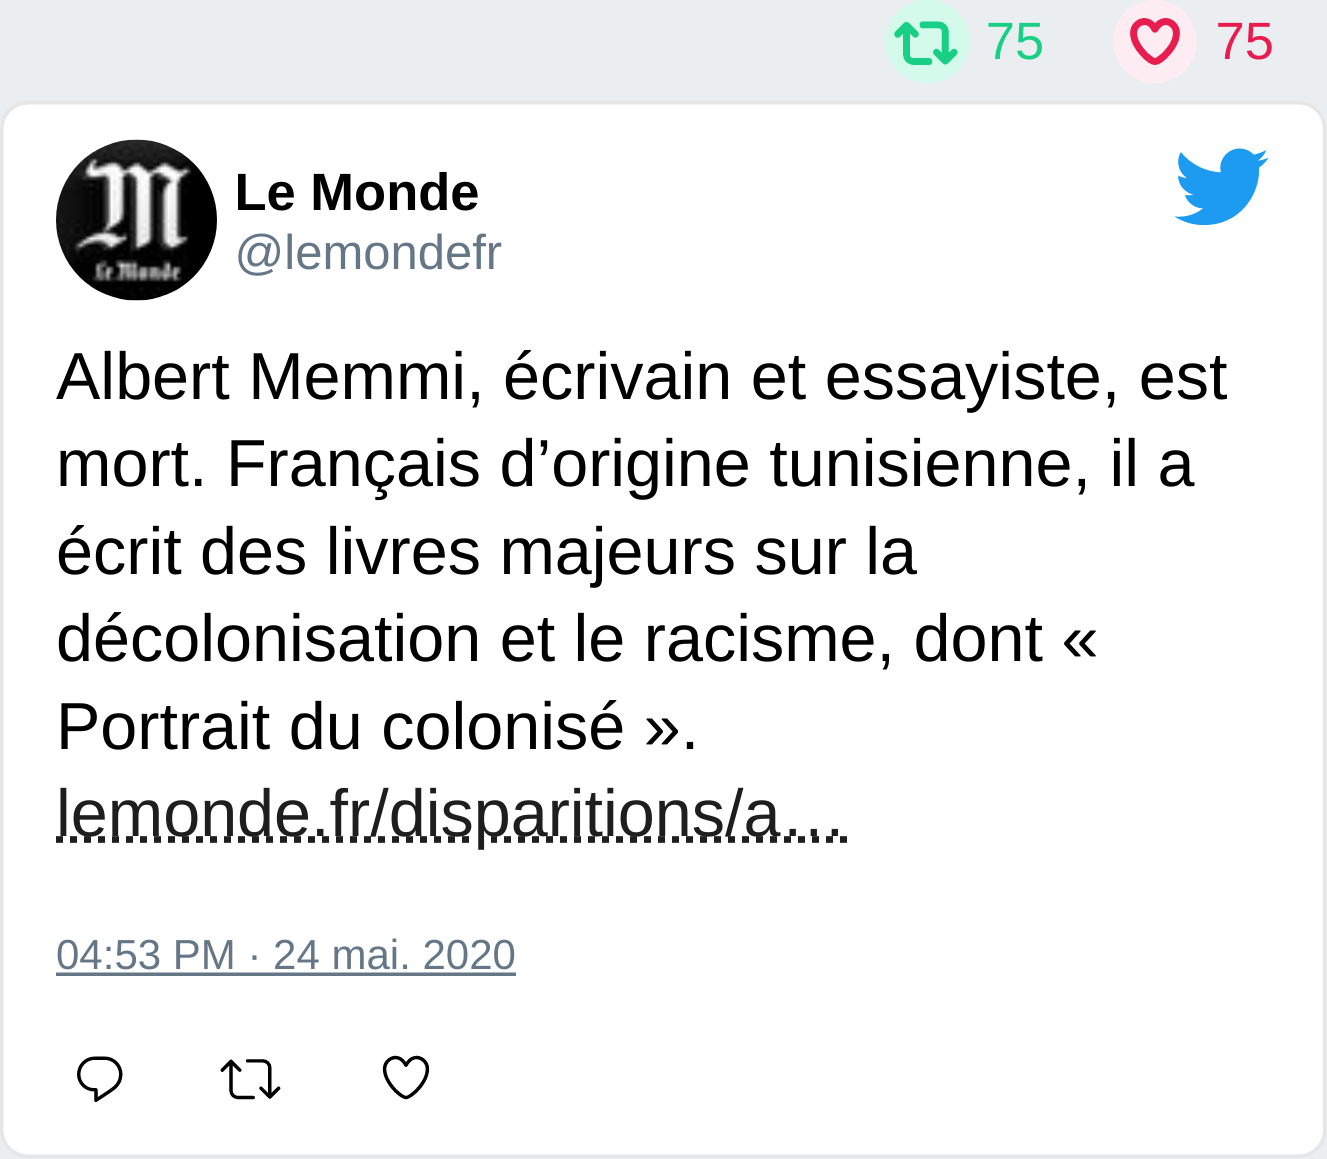 75 75
Le Monde
Le Monde
@lemondefr
Albert Memmi, écrivain et essayiste, est
mort. Français d’origine tunisienne, il a
écrit des livres majeurs sur la
décolonisation et le racisme, dont «
Portrait du colonisé ».
lemonde.fr/disparitions/a…
04:53 PM · 24 mai. 2020